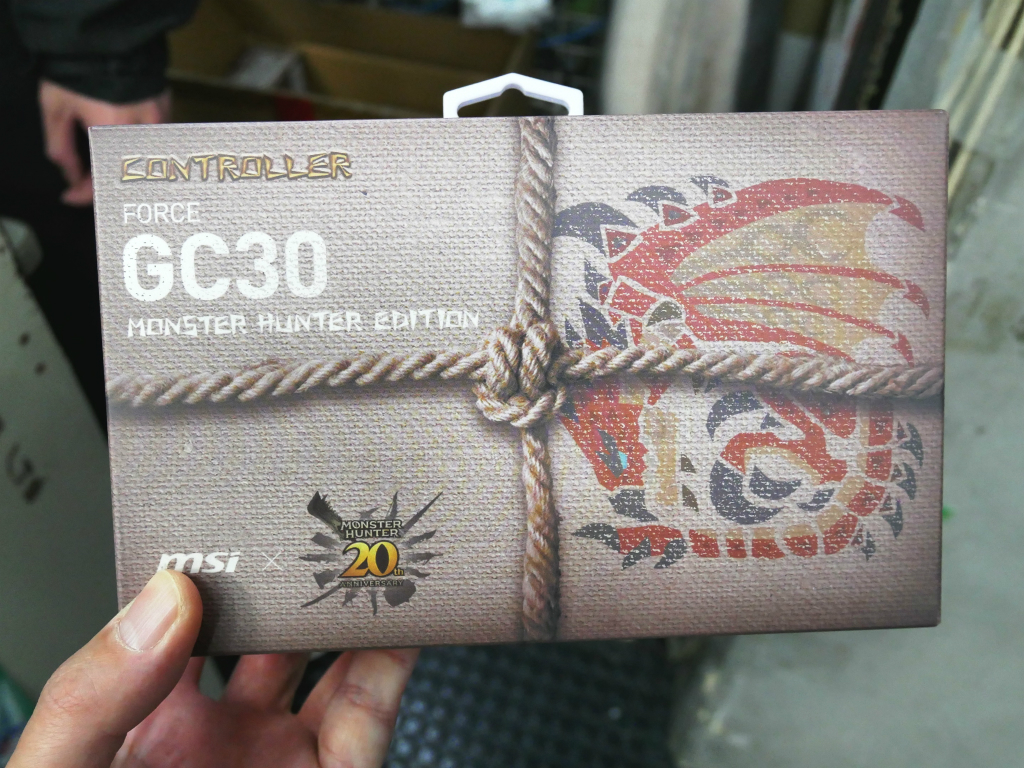 CONTROLLER
FORCE
GC30
MONSTER HUNTER EDITION
msi × MONSTER
HUNTER
20th
ANNIVERSARY